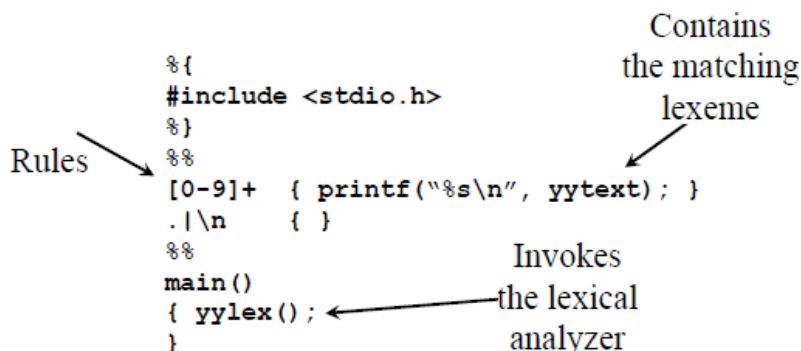 Contains
the matching
lexeme
%{
#include <stdio.h>
%}
%%
Rules
[0-9]+ { printf(“%s\n”, yytext); }
.|\n { }
%%
main()
{ yylex();
}
Invokes
the lexical
analyzer